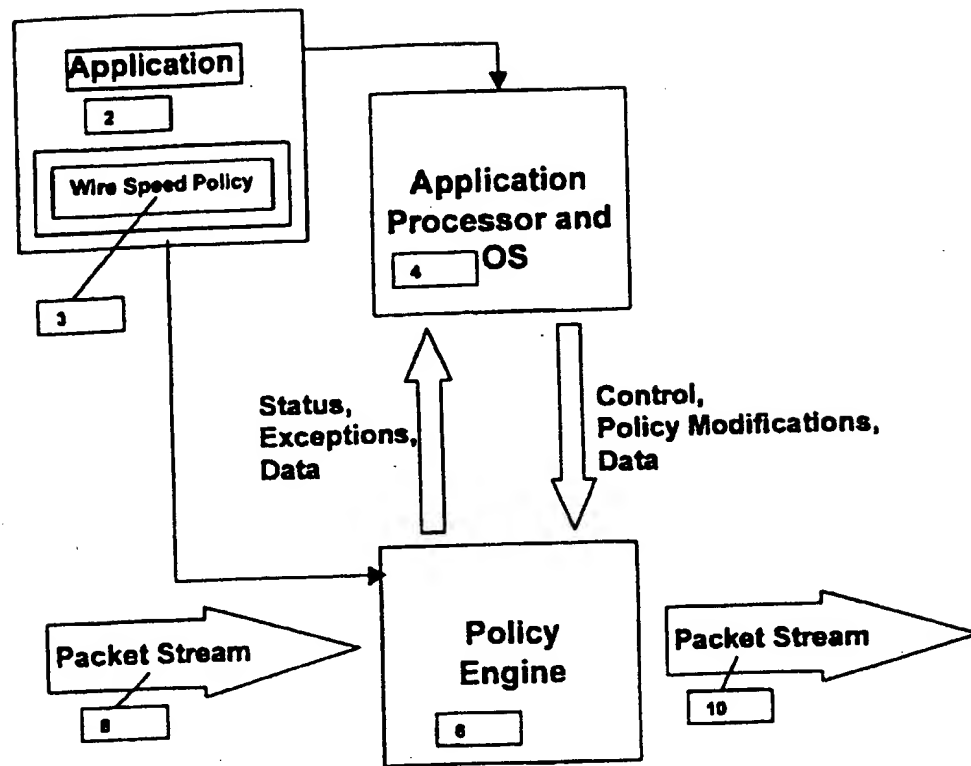 Application
2
Wire Speed Policy
3
Application
Processor and
OS
4
Status,
Exceptions,
Data
Control,
Policy Modifications,
Data
Packet Stream
8
Policy
Engine
6
Packet Stream
10